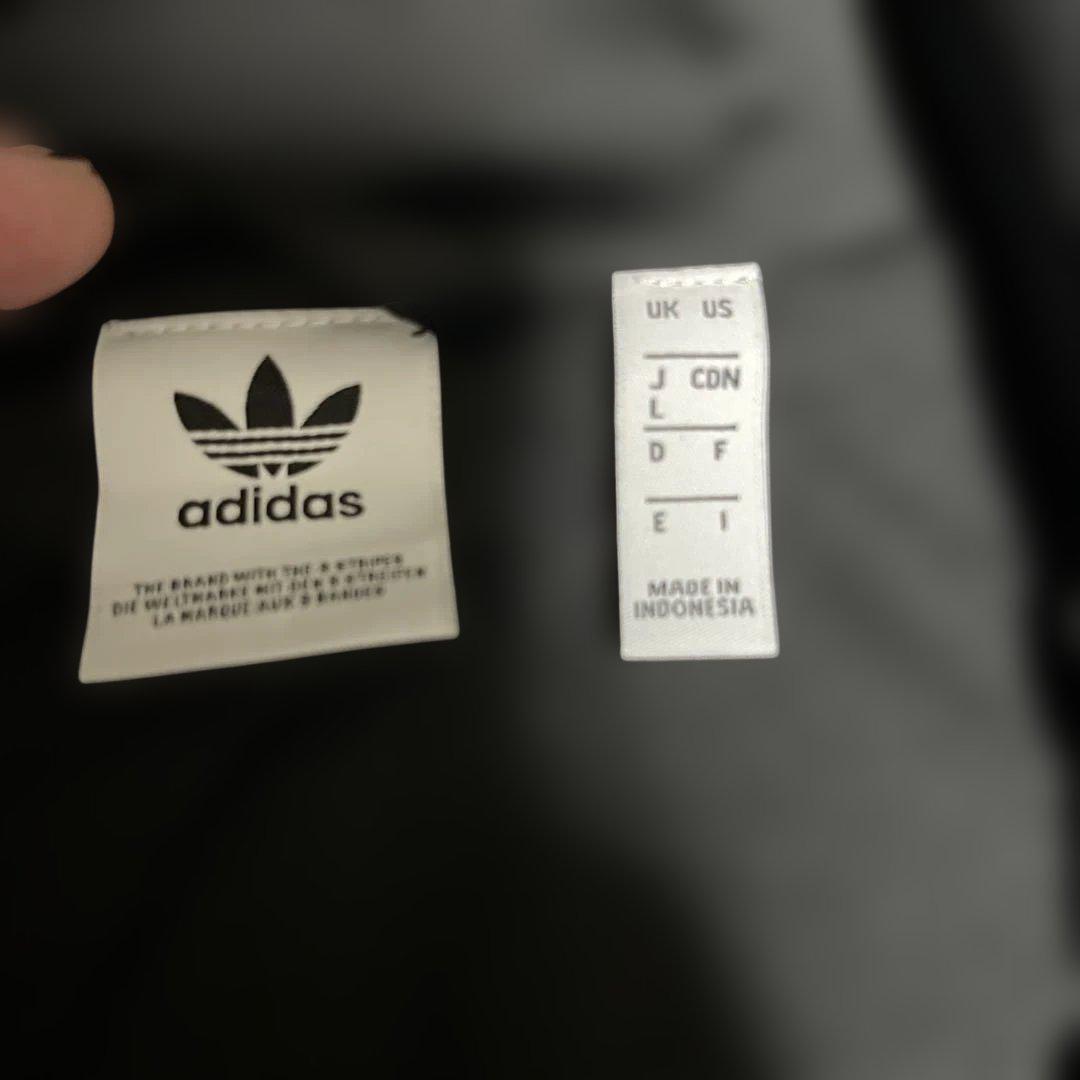 adidas
THE BRAND WITH THE 3 STRIPES
DIE WELTMARKE MIT DEN 3 STREIFEN
LA MARQUE AUX 3 BANDES
UK US
J CDN
L
D F
E I
MADE IN
INDONESIA